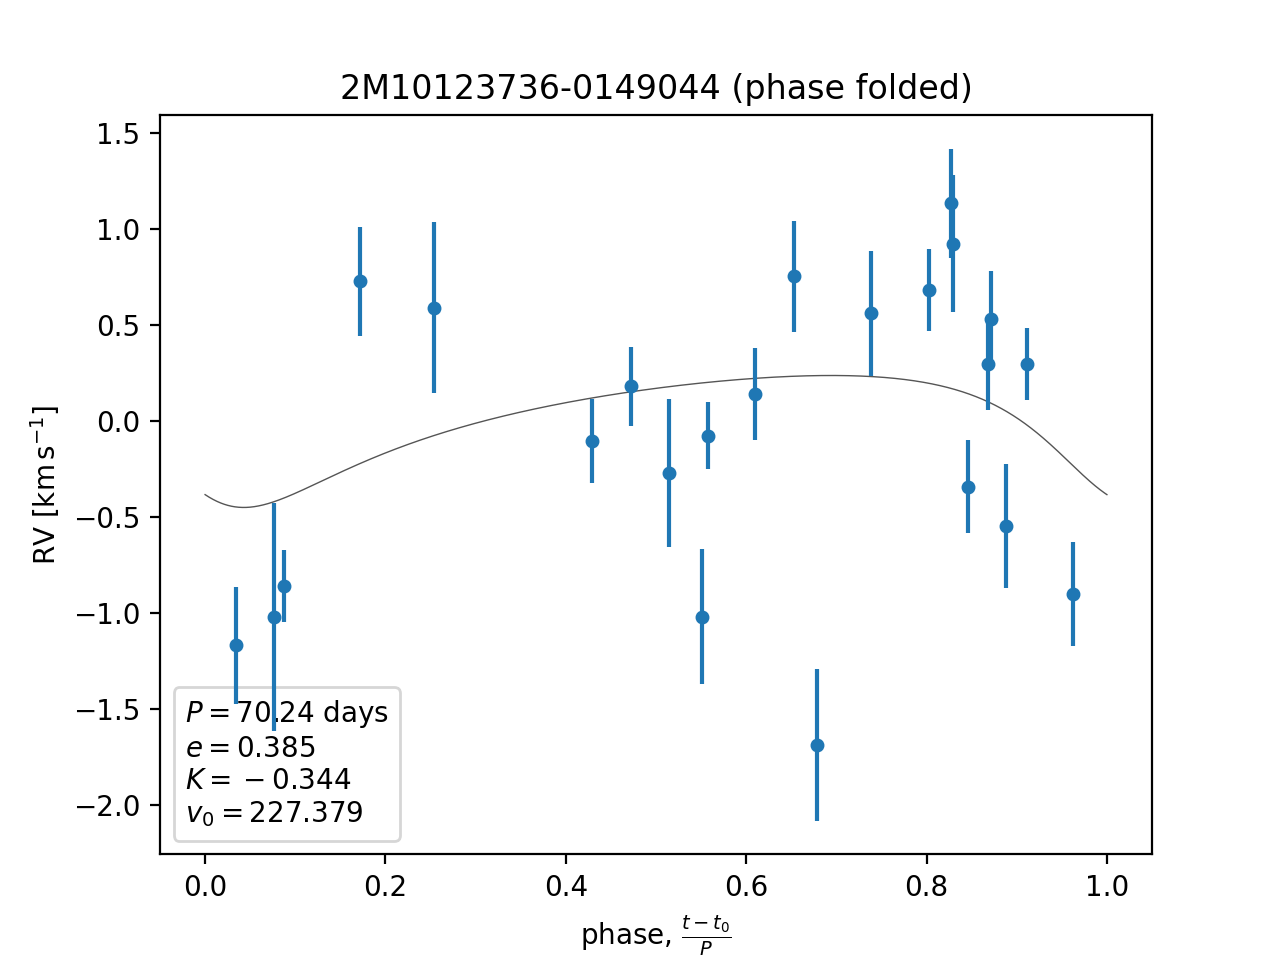 2M10123736-0149044 (phase folded)
1.5
1.0
0.5
0.0
−0.5
−1.0
−1.5
−2.0
RV [km s⁻¹]
P = 70.24 days
e = 0.385
K = −0.344
v₀ = 227.379
0.0 0.2 0.4 0.6 0.8 1.0
phase, (t − t₀)/P